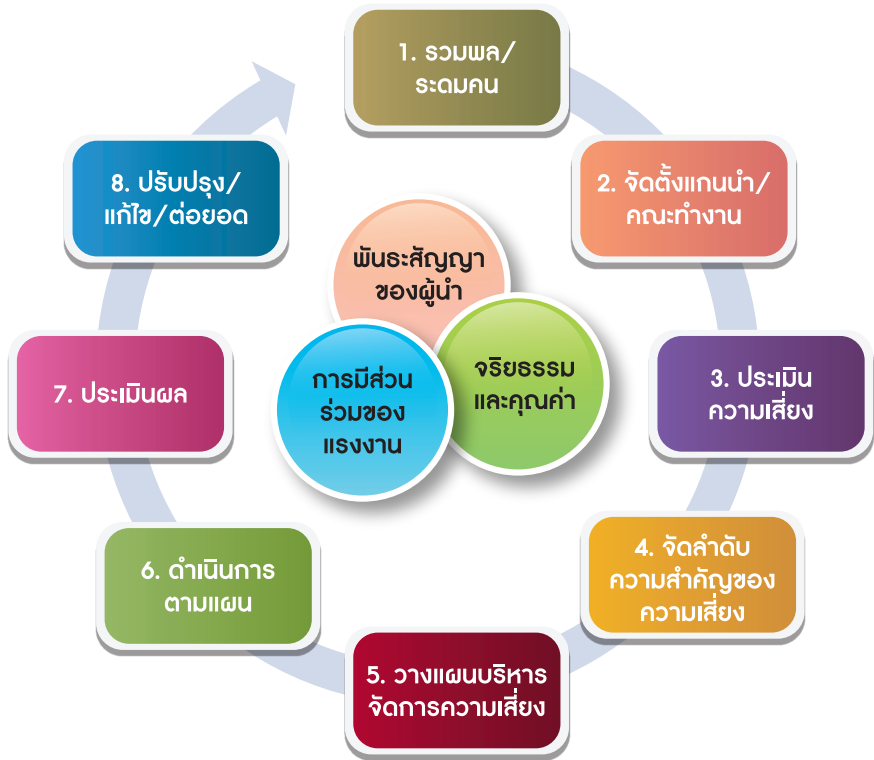 1. รวมพล/
ระดมคน
2. จัดตั้งแกนนำ/
คณะทำงาน
3. ประเมิน
ความเสี่ยง
4. จัดลำดับ
ความสำคัญของ
ความเสี่ยง
5. วางแผนบริหาร
จัดการความเสี่ยง
6. ดำเนินการ
ตามแผน
7. ประเมินผล
8. ปรับปรุง/
แก้ไข/ต่อยอด
พันธะสัญญา
ของผู้นำ
จริยธรรม
และคุณค่า
การมีส่วน
ร่วมของ
แรงงาน